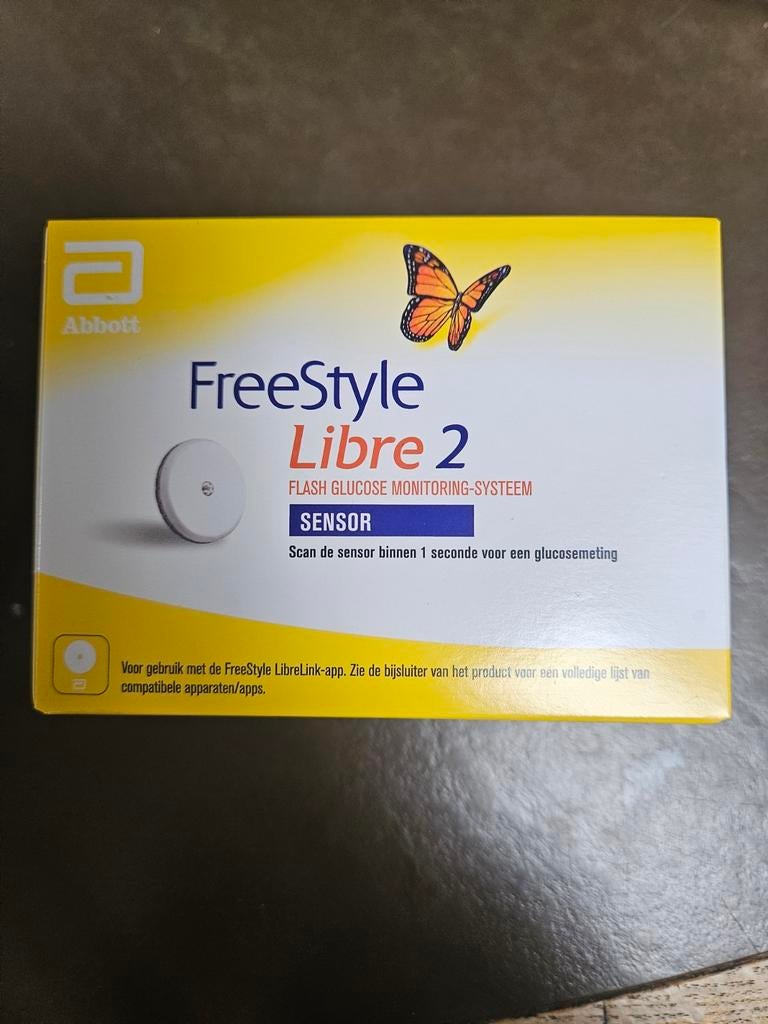 Abbott
FreeStyle
Libre 2
FLASH GLUCOSE MONITORING-SYSTEEM
SENSOR
Scan de sensor binnen 1 seconde voor een glucosemeting
Voor gebruik met de FreeStyle LibreLink-app. Zie de bijsluiter van het product voor een volledige lijst van
compatibele apparaten/apps.